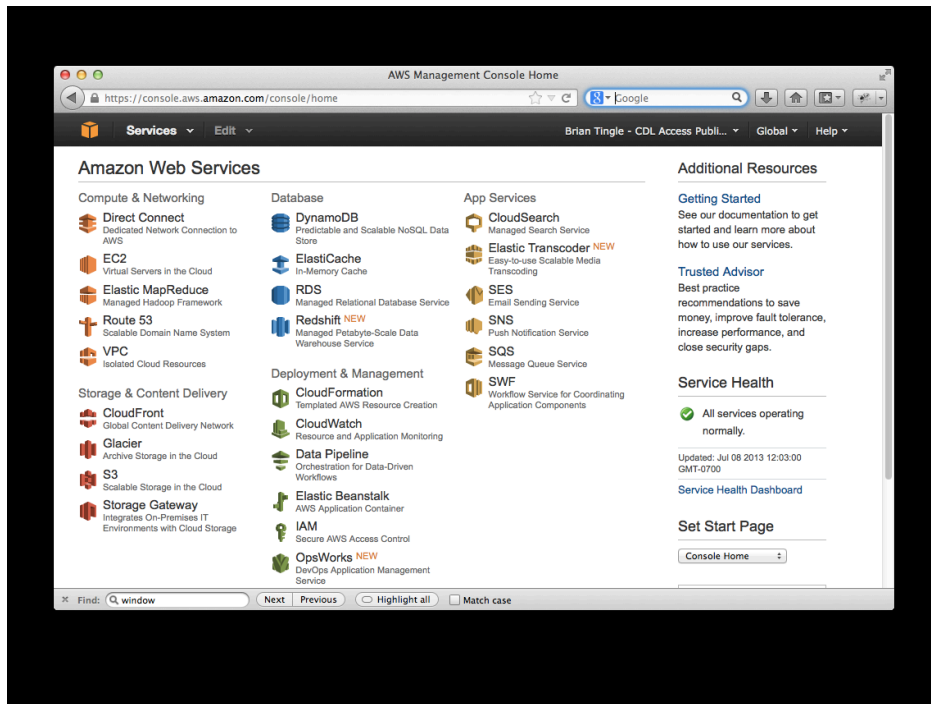 AWS Management Console Home
https://console.aws.amazon.com/console/home
Google
Services
Edit
Brian Tingle - CDL Access Publi...
Global
Help
Amazon Web Services
Compute & Networking
Direct Connect
Dedicated Network Connection to
AWS
EC2
Virtual Servers in the Cloud
Elastic MapReduce
Managed Hadoop Framework
Route 53
Scalable Domain Name System
VPC
Isolated Cloud Resources
Storage & Content Delivery
CloudFront
Global Content Delivery Network
Glacier
Archive Storage in the Cloud
S3
Scalable Storage in the Cloud
Storage Gateway
Integrates On-Premises IT
Environments with Cloud Storage
Database
DynamoDB
Predictable and Scalable NoSQL Data
Store
ElastiCache
In-Memory Cache
RDS
Managed Relational Database Service
Redshift NEW
Managed Petabyte-Scale Data
Warehouse Service
Deployment & Management
CloudFormation
Templated AWS Resource Creation
CloudWatch
Resource and Application Monitoring
Data Pipeline
Orchestration for Data-Driven
Workflows
Elastic Beanstalk
AWS Application Container
IAM
Secure AWS Access Control
OpsWorks NEW
DevOps Application Management
Service
App Services
CloudSearch
Managed Search Service
Elastic Transcoder NEW
Easy-to-use Scalable Media
Transcoding
SES
Email Sending Service
SNS
Push Notification Service
SQS
Message Queue Service
SWF
Workflow Service for Coordinating
Application Components
Additional Resources
Getting Started
See our documentation to get
started and learn more about
how to use our services.
Trusted Advisor
Best practice
recommendations to save
money, improve fault tolerance,
increase performance, and
close security gaps.
Service Health
All services operating
normally.
Updated: Jul 08 2013 12:03:00
GMT-0700
Service Health Dashboard
Set Start Page
Console Home
Find: window
Next
Previous
Highlight all
Match case